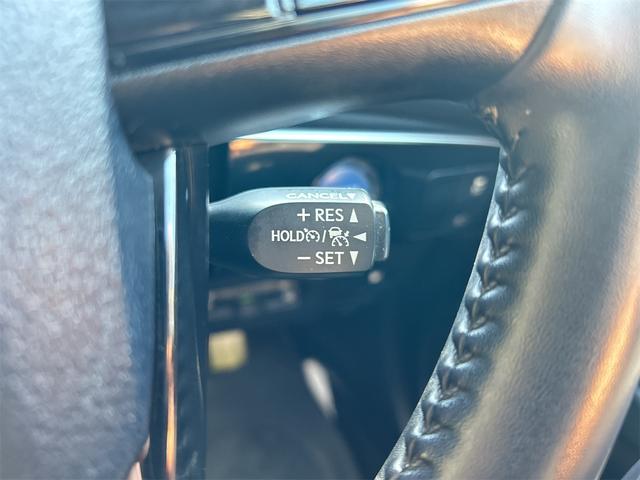 CANCEL▼
+ RES ▲
HOLD / ◄
− SET ▼